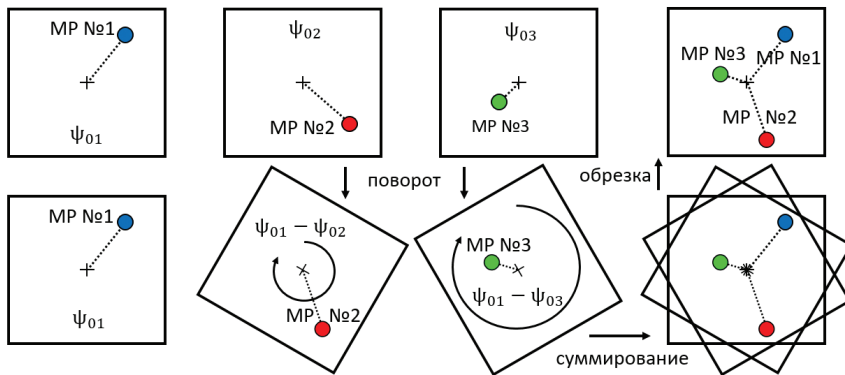 МР №1
ψ₀₁
ψ₀₂
МР №2
ψ₀₃
МР №3
МР №3
МР №1
МР №2
поворот
обрезка
МР №1
ψ₀₁
ψ₀₁ − ψ₀₂
МР №2
МР №3
ψ₀₁ − ψ₀₃
суммирование